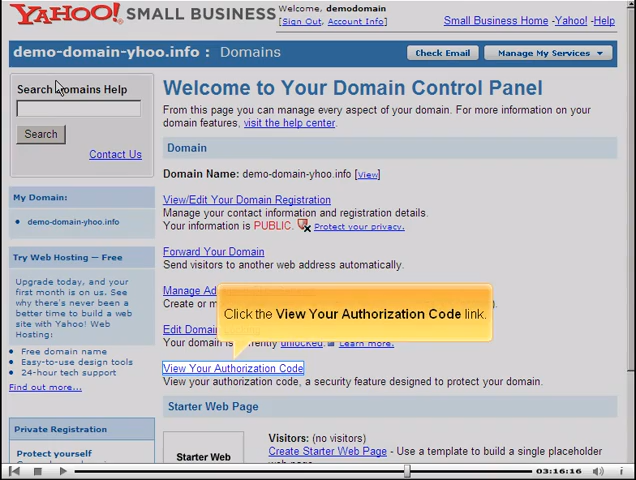 YAHOO! SMALL BUSINESS
Welcome, demodomain
[Sign Out, Account Info]
Small Business Home - Yahoo! - Help
demo-domain-yhoo.info : Domains
Check Email
Manage My Services
Search Domains Help
Search
Contact Us
My Domain:
demo-domain-yhoo.info
Try Web Hosting — Free
Upgrade today, and your
first month is on us. See
why there's never been a
better time to build a web
site with Yahoo! Web
Hosting:
Free domain name
Easy-to-use design tools
24-hour tech support
Find out more...
Private Registration
Protect yourself
Welcome to Your Domain Control Panel
From this page you can manage every aspect of your domain. For more information on your
domain features, visit the help center.
Domain
Domain Name: demo-domain-yhoo.info [View]
View/Edit Your Domain Registration
Manage your contact information and registration details.
Your information is PUBLIC. Protect your privacy.
Forward Your Domain
Send visitors to another web address automatically.
Manage
Create or
Click the View Your Authorization Code link.
Edit Domain
Your domain is currently unlocked. Learn more.
View Your Authorization Code
View your authorization code, a security feature designed to protect your domain.
Starter Web Page
Starter Web
Visitors: (no visitors)
Create Starter Web Page - Use a template to build a single placeholder
web page.
03:16:16